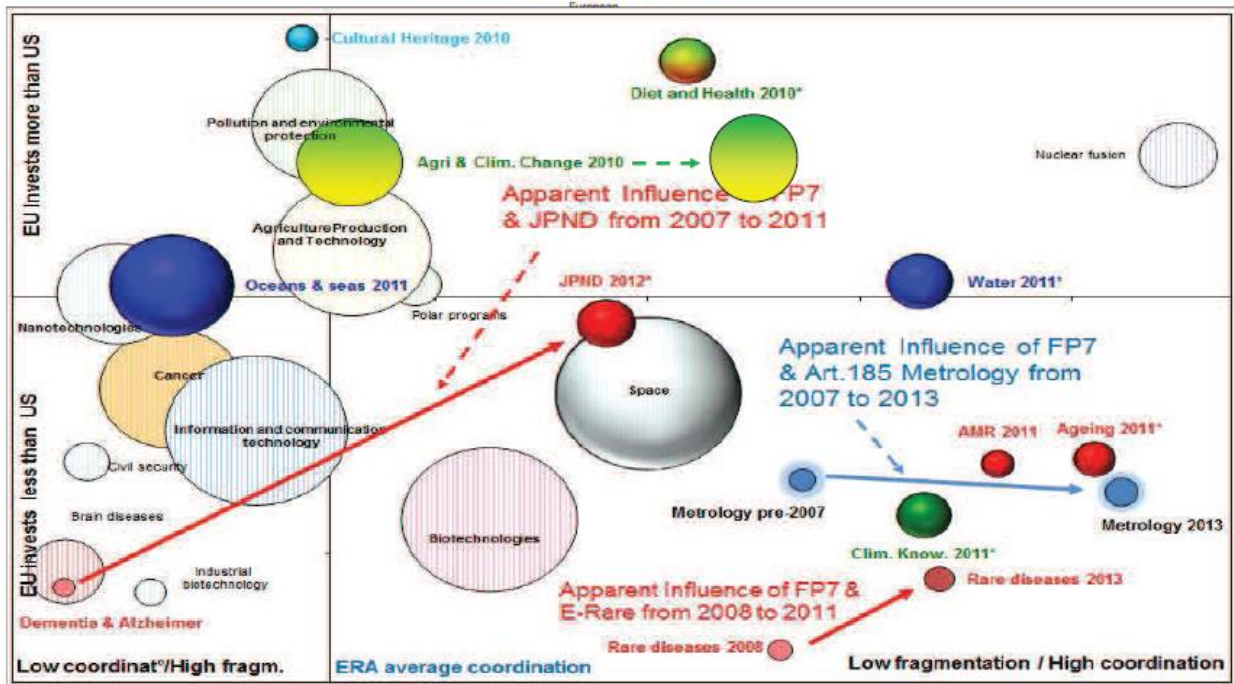 European
EU Invests more than US
Cultural Heritage 2010
Diet and Health 2010*
Pollution and environmental
protection
Agri & Clim. Change 2010
Nuclear fusion
Apparent Influence of FP7
& JPND from 2007 to 2011
AgricultureProduction
and Technology
Oceans & seas 2011
JPND 2012*
Water 2011*
Polar programs
Nanotechnologies
EU Invests less than US
Cancer
Space
Apparent Influence of FP7
& Art.185 Metrology from
2007 to 2013
Information and communication
technology
AMR 2011
Ageing 2011*
Civil security
Metrology pre-2007
Metrology 2013
Brain diseases
Biotechnologies
Clim. Know. 2011*
Industrial
biotechnology
Apparent Influence of FP7 &
E-Rare from 2008 to 2011
Rare diseases 2013
Dementia & Alzheimer
Rare diseases 2008
Low coordinat°/High fragm.
ERA average coordination
Low fragmentation / High coordination